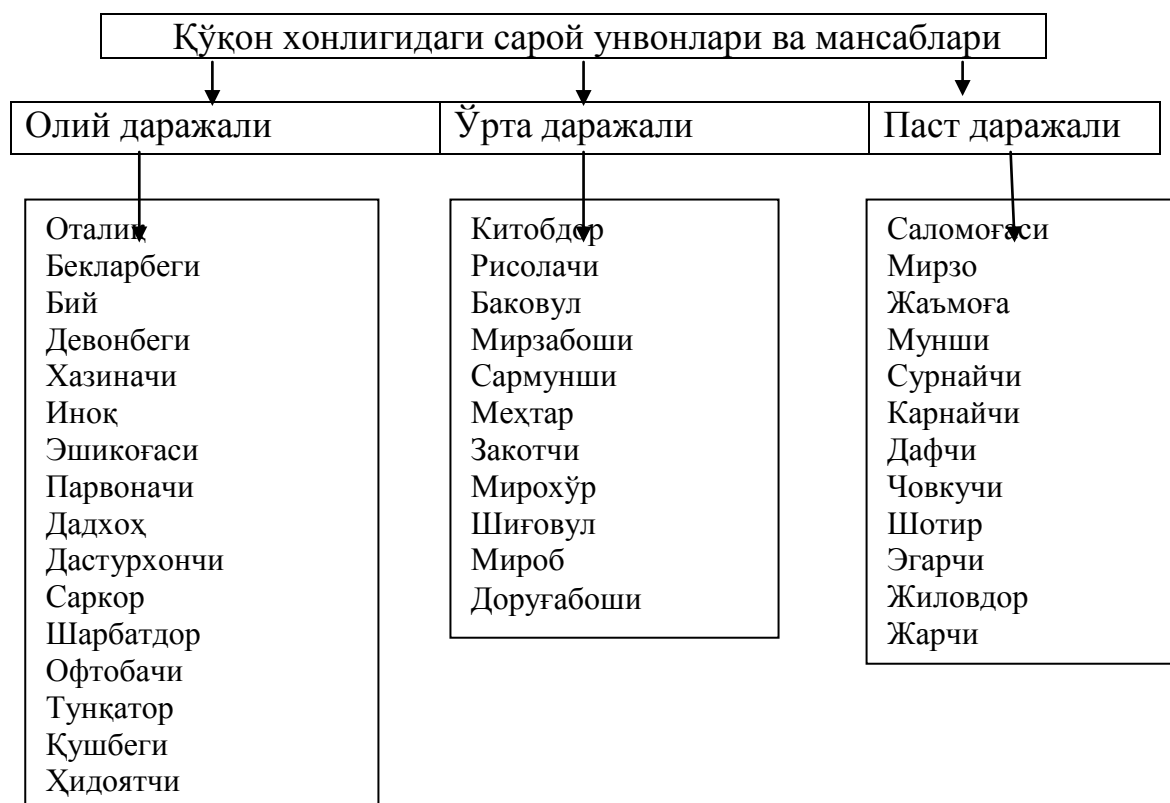 Қўқон хонлигидаги сарой унвонлари ва мансаблари
Олий даражали
Ўрта даражали
Паст даражали
Оталиқ
Бекларбеги
Бий
Девонбеги
Хазиначи
Иноқ
Эшикоғаси
Парвоначи
Дадхоҳ
Дастурхончи
Саркор
Шарбатдор
Офтобачи
Тунқатор
Қушбеги
Ҳидоятчи
Китобдор
Рисолачи
Баковул
Мирзабоши
Сармунши
Меҳтар
Закотчи
Мирохўр
Шиғовул
Мироб
Доруғабоши
Саломоғаси
Мирзо
Жаъмоға
Мунши
Сурнайчи
Карнайчи
Дафчи
Човкучи
Шотир
Эгарчи
Жиловдор
Жарчи